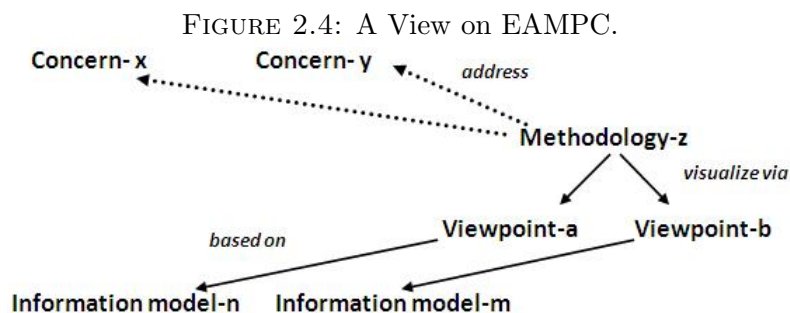 FIGURE 2.4: A View on EAMPC.
Concern- x
Concern- y
address
Methodology-z
visualize via
Viewpoint-a
Viewpoint-b
based on
Information model-n
Information model-m